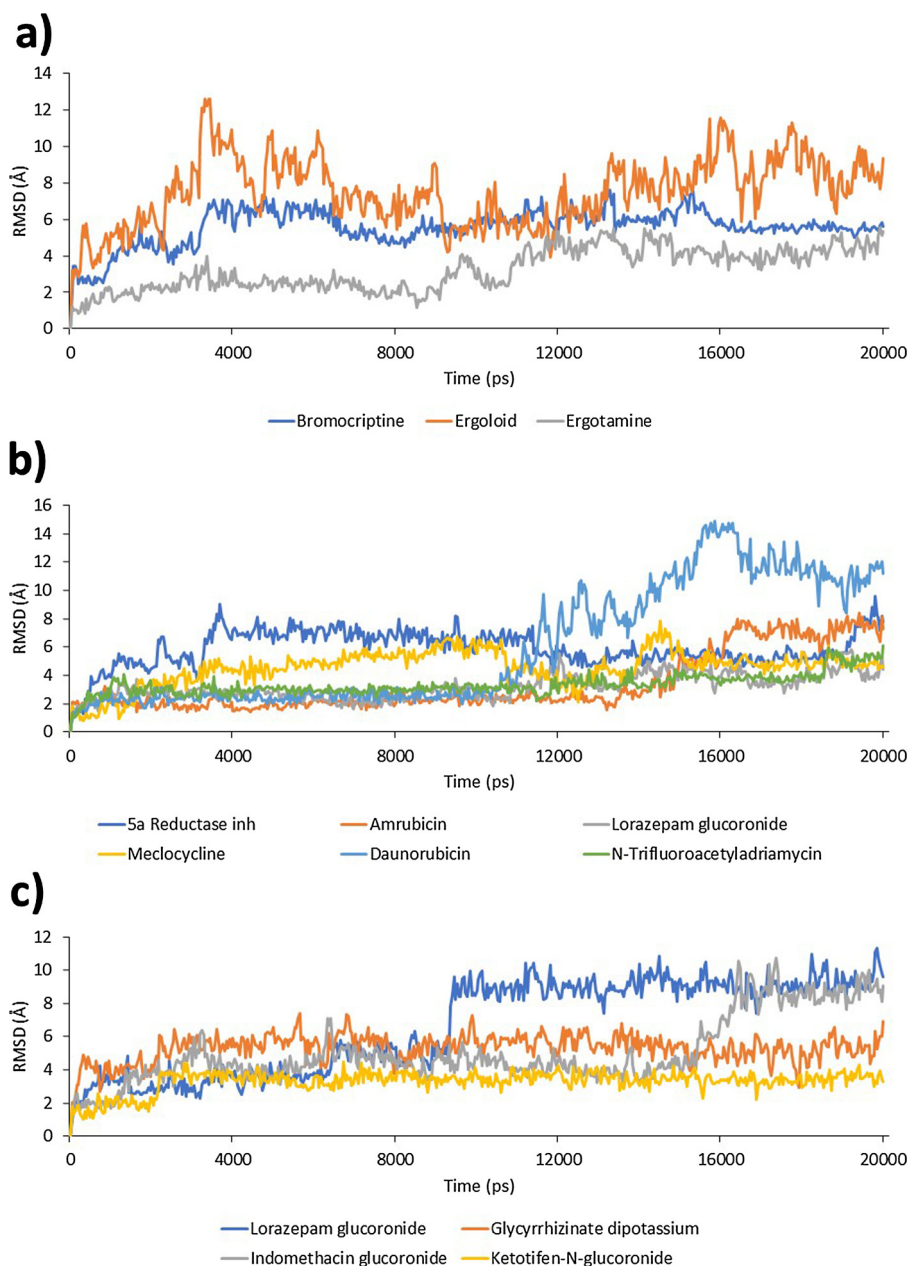 a)
14
12
10
8
6
4
2
0
RMSD (Å)
0 4000 8000 12000 16000 20000
Time (ps)
Bromocriptine Ergoloid Ergotamine
b)
16
14
12
10
8
6
4
2
0
RMSD (Å)
0 4000 8000 12000 16000 20000
Time (ps)
5a Reductase inh Amrubicin Lorazepam glucoronide
Meclocycline Daunorubicin N-Trifluoroacetyladriamycin
c)
12
10
8
6
4
2
0
RMSD (Å)
0 4000 8000 12000 16000 20000
Time (ps)
Lorazepam glucoronide Glycyrrhizinate dipotassium
Indomethacin glucoronide Ketotifen-N-glucoronide